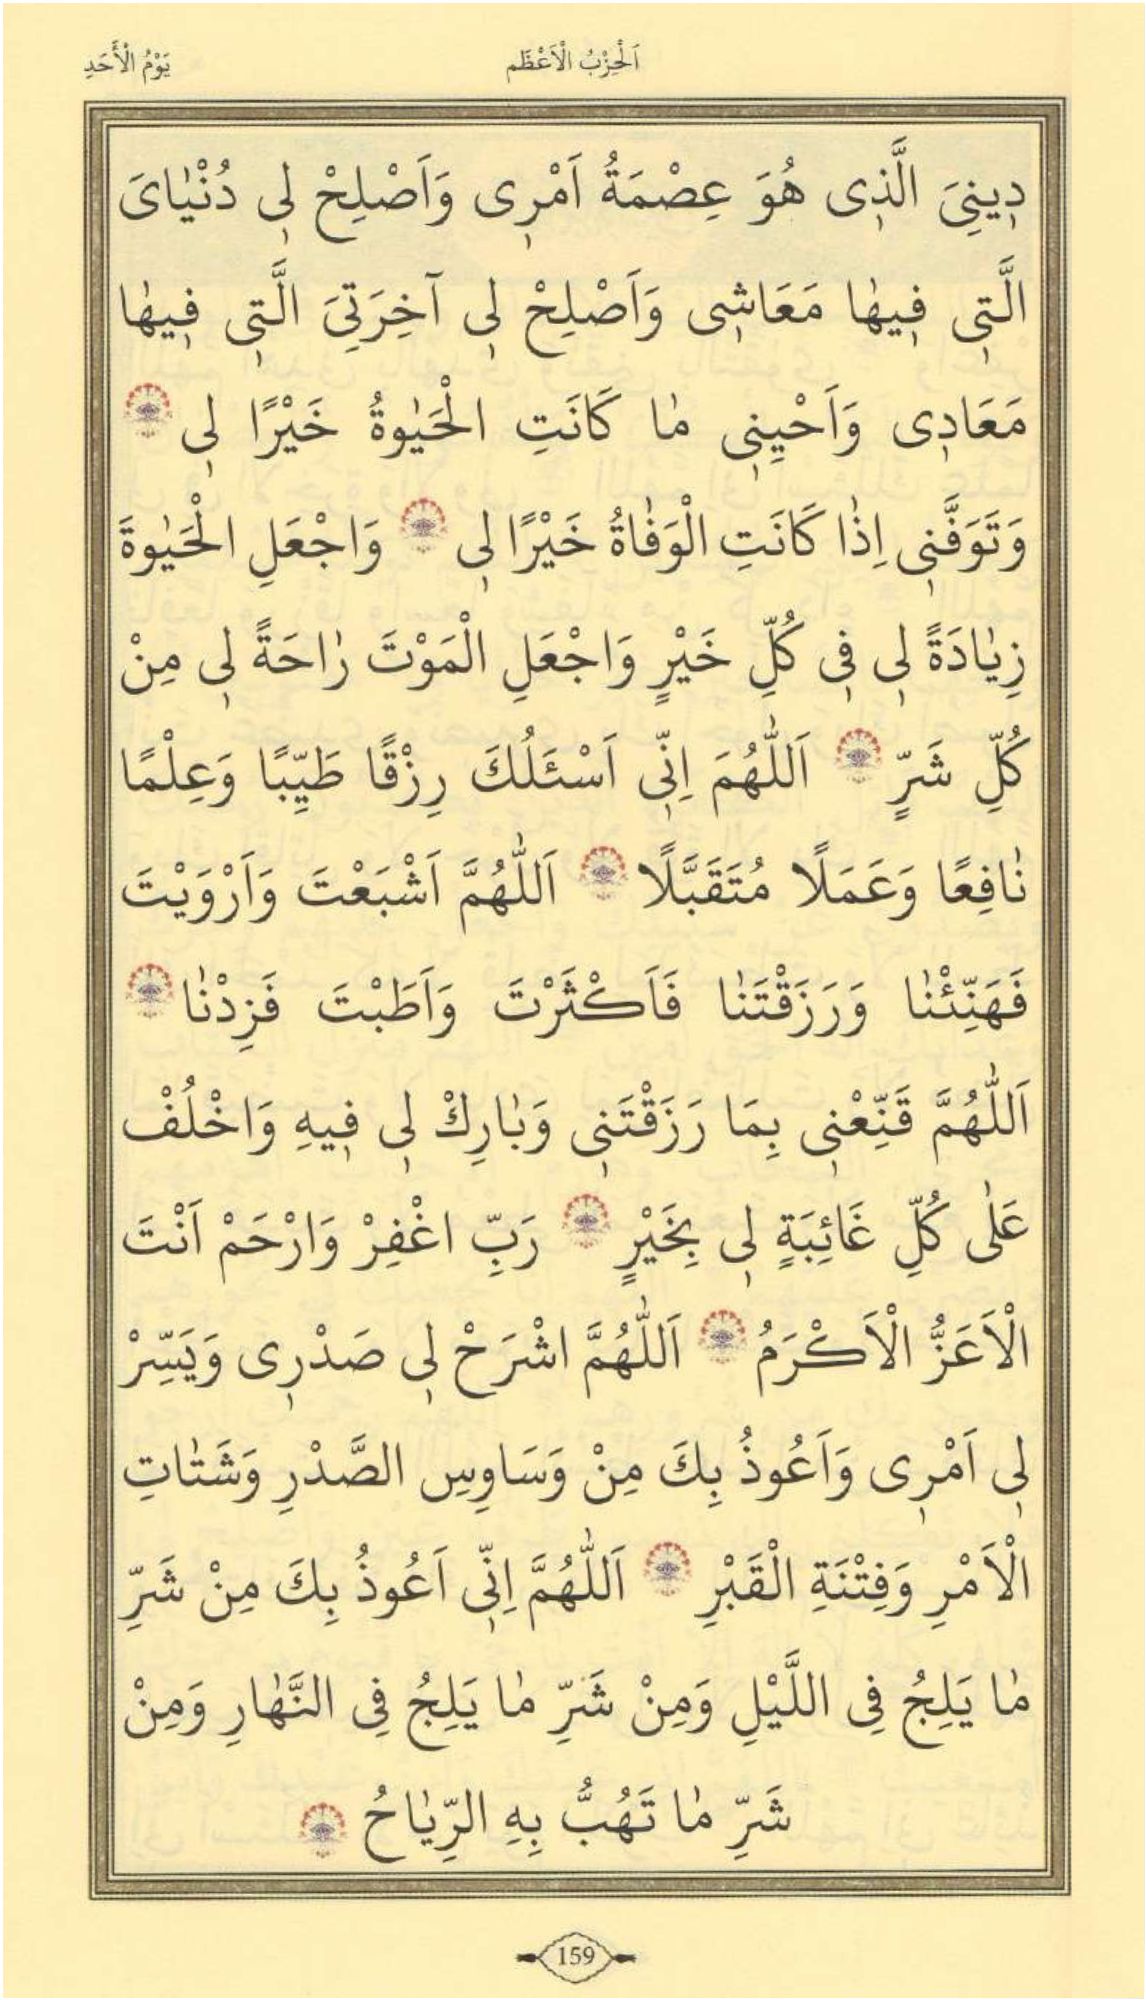 اَلْحِزْبُ الْاَعْظَم
يَوْمُ الْأَحَدِ
دٖينِىَ الَّذٖى هُوَ عِصْمَةُ اَمْرٖى وَاَصْلِحْ لٖى دُنْيٰاىَ
الَّتٖى فٖيهٰا مَعَاشٖى وَاَصْلِحْ لٖى آخِرَتِىَ الَّتٖى فٖيهٰا
مَعَادٖى وَاَحْيِنٖى مٰا كَانَتِ الْحَيٰوةُ خَيْرًا لٖى ۞
وَتَوَفَّنٖى اِذٰا كَانَتِ الْوَفٰاةُ خَيْرًا لٖى ۞ وَاجْعَلِ الْحَيٰوةَ
زِيٰادَةً لٖى فٖى كُلِّ خَيْرٍ وَاجْعَلِ الْمَوْتَ رٰاحَةً لٖى مِنْ
كُلِّ شَرٍّ ۞ اَللّٰهُمَ اِنّٖى اَسْئَلُكَ رِزْقًا طَيِّبًا وَعِلْمًا
نٰافِعًا وَعَمَلًا مُتَقَبَّلًا ۞ اَللّٰهُمَّ اَشْبَعْتَ وَاَرْوَيْتَ
فَهَنِّئْنٰا وَرَزَقْتَنٰا فَاَكْثَرْتَ وَاَطَبْتَ فَزِدْنٰا ۞
اَللّٰهُمَّ قَنِّعْنٖى بِمَا رَزَقْتَنٖى وَبٰارِكْ لٖى فٖيهِ وَاخْلُفْ
عَلٰى كُلِّ غَائِبَةٍ لٖى بِخَيْرٍ ۞ رَبِّ اغْفِرْ وَارْحَمْ اَنْتَ
الْاَعَزُّ الْاَكْرَمُ ۞ اَللّٰهُمَّ اشْرَحْ لٖى صَدْرٖى وَيَسِّرْ
لٖى اَمْرٖى وَاَعُوذُ بِكَ مِنْ وَسَاوِسِ الصَّدْرِ وَشَتٰاتِ
الْاَمْرِ وَفِتْنَةِ الْقَبْرِ ۞ اَللّٰهُمَّ اِنّٖى اَعُوذُ بِكَ مِنْ شَرِّ
مٰا يَلِجُ فِى اللَّيْلِ وَمِنْ شَرِّ مٰا يَلِجُ فِى النَّهٰارِ وَمِنْ
شَرِّ مٰا تَهُبُّ بِهِ الرِّيٰاحُ ۞
159